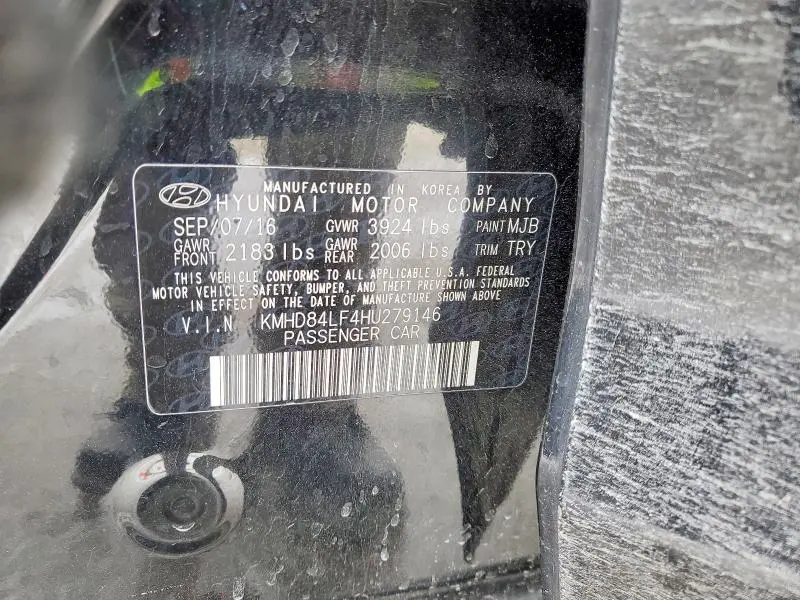 MANUFACTURED IN KOREA BY
HYUNDAI MOTOR COMPANY
SEP/07/16 GVWR 3924 lbs PAINT MJB
GAWR FRONT 2183 lbs GAWR REAR 2006 lbs TRIM TRY
THIS VEHICLE CONFORMS TO ALL APPLICABLE U.S.A. FEDERAL
MOTOR VEHICLE SAFETY, BUMPER, AND THEFT PREVENTION STANDARDS
IN EFFECT ON THE DATE OF MANUFACTURE SHOWN ABOVE
V.I.N. KMHD84LF4HU279146
PASSENGER CAR